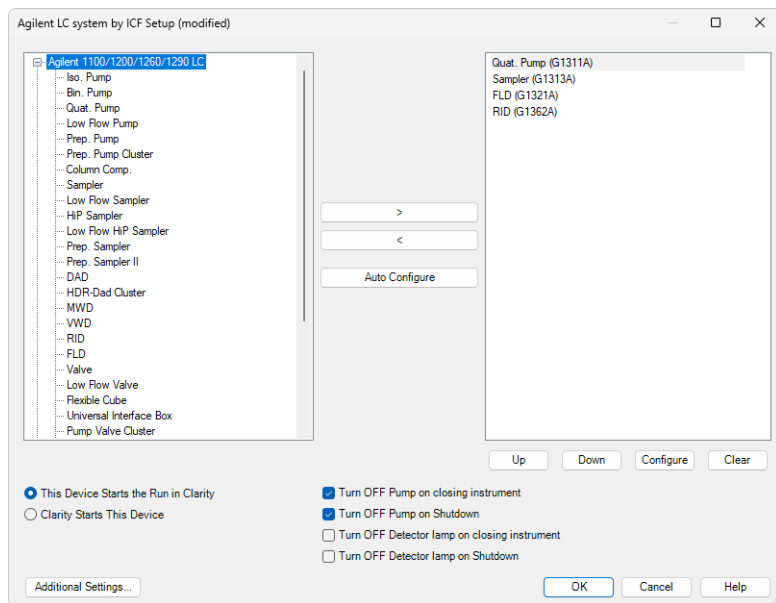 Agilent LC system by ICF Setup (modified)
Agilent 1100/1200/1260/1290 LC
Iso. Pump
Bin. Pump
Quat. Pump
Low Flow Pump
Prep. Pump
Prep. Pump Cluster
Column Comp.
Sampler
Low Flow Sampler
HiP Sampler
Low Flow HiP Sampler
Prep. Sampler
Prep. Sampler II
DAD
HDR-Dad Cluster
MWD
VWD
RID
FLD
Valve
Low Flow Valve
Flexible Cube
Universal Interface Box
Pump Valve Cluster
>
<
Auto Configure
Quat. Pump (G1311A)
Sampler (G1313A)
FLD (G1321A)
RID (G1362A)
Up Down Configure Clear
This Device Starts the Run in Clarity
Clarity Starts This Device
Turn OFF Pump on closing instrument
Turn OFF Pump on Shutdown
Turn OFF Detector lamp on closing instrument
Turn OFF Detector lamp on Shutdown
Additional Settings...
OK Cancel Help